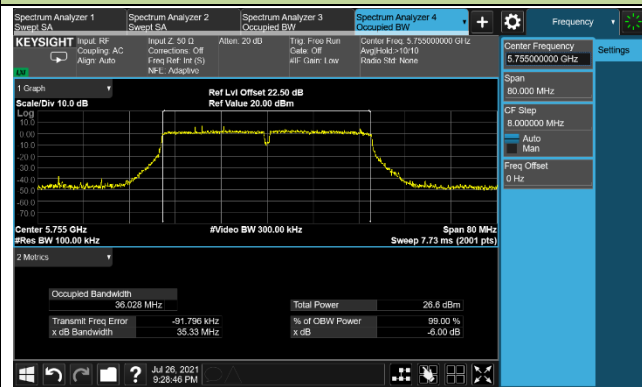 Spectrum Analyzer 1
Swept SA
Spectrum Analyzer 2
Swept SA
Spectrum Analyzer 3
Occupied BW
Spectrum Analyzer 4
Occupied BW
Frequency
KEYSIGHT
Input: RF
Coupling: AC
Align: Auto
Input Z: 50 Ω
Corrections: Off
Freq Ref: Int (S)
NFE: Adaptive
Atten: 20 dB
Trig: Free Run
Gate: Off
#IF Gain: Low
Center Freq: 5.755000000 GHz
Avg|Hold:>10/10
Radio Std: None
Center Frequency
5.755000000 GHz
Settings
Span
80.000 MHz
CF Step
8.000000 MHz
Auto
Man
Freq Offset
0 Hz
1 Graph
Scale/Div 10.0 dB
Ref Lvl Offset 22.50 dB
Ref Value 20.00 dBm
Log
10.0
0.00
-10.0
-20.0
-30.0
-40.0
-50.0
-60.0
-70.0
Center 5.755 GHz
#Res BW 100.00 kHz
#Video BW 300.00 kHz
Span 80 MHz
Sweep 7.73 ms (2001 pts)
2 Metrics
Occupied Bandwidth
36.028 MHz
Total Power 26.6 dBm
Transmit Freq Error -91.796 kHz
% of OBW Power 99.00 %
x dB Bandwidth 35.33 MHz
x dB -6.00 dB
Jul 26, 2021
9:28:46 PM